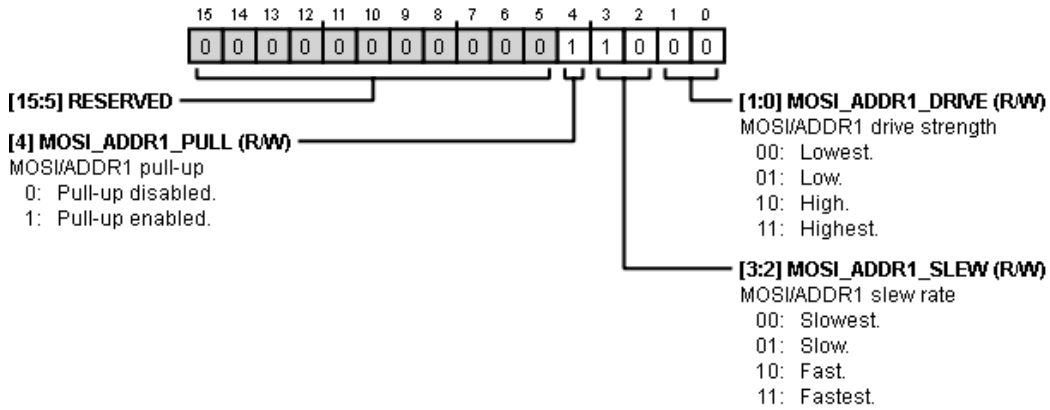 15 14 13 12 11 10 9 8 7 6 5 4 3 2 1 0
0 0 0 0 0 0 0 0 0 0 0 1 1 0 0 0
[15:5] RESERVED
[4] MOSI_ADDR1_PULL (R/W)
MOSI/ADDR1 pull-up
0: Pull-up disabled.
1: Pull-up enabled.
[1:0] MOSI_ADDR1_DRIVE (R/W)
MOSI/ADDR1 drive strength
00: Lowest.
01: Low.
10: High.
11: Highest.
[3:2] MOSI_ADDR1_SLEW (R/W)
MOSI/ADDR1 slew rate
00: Slowest.
01: Slow.
10: Fast.
11: Fastest.